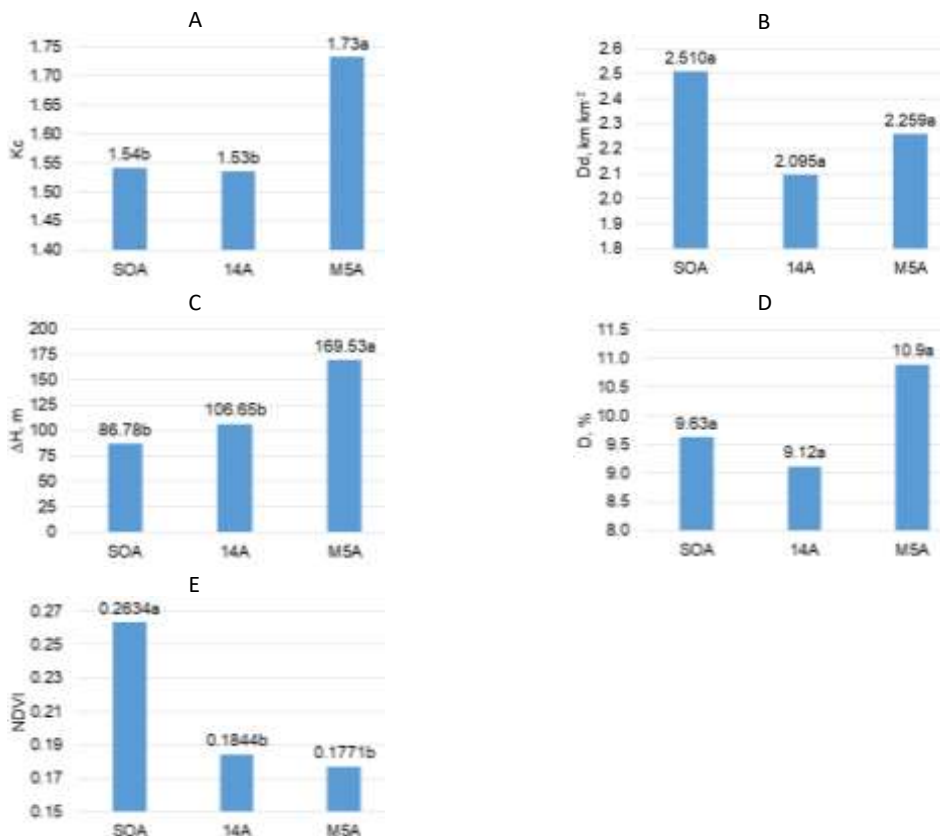 A
Kc
1.75
1.70
1.65
1.60
1.55
1.50
1.45
1.40
1.54b
1.53b
1.73a
SOA 14A M5A
B
Dd, km km⁻²
2.6
2.5
2.4
2.3
2.2
2.1
2.0
1.9
1.8
2.510a
2.095a
2.259a
SOA 14A M5A
C
ΔH, m
200
175
150
125
100
75
50
25
0
86.78b
106.65b
169.53a
SOA 14A M5A
D
D, %
11.5
11.0
10.5
10.0
9.5
9.0
8.5
8.0
9.63a
9.12a
10.9a
SOA 14A M5A
E
NDVI
0.27
0.25
0.23
0.21
0.19
0.17
0.15
0.2634a
0.1844b
0.1771b
SOA 14A M5A